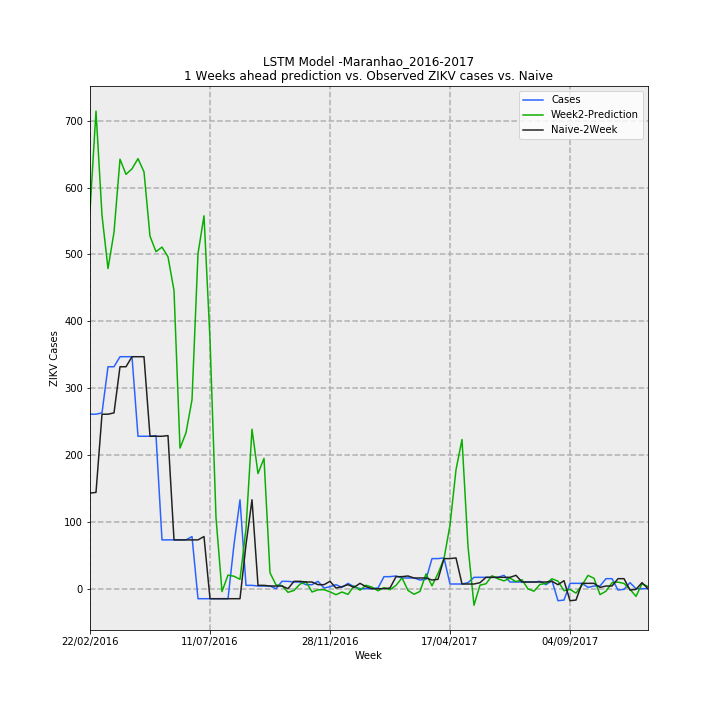 LSTM Model -Maranhao_2016-2017
1 Weeks ahead prediction vs. Observed ZIKV cases vs. Naive
Cases
Week2-Prediction
Naive-2Week
ZIKV Cases
700
600
500
400
300
200
100
0
22/02/2016 11/07/2016 28/11/2016 17/04/2017 04/09/2017
Week